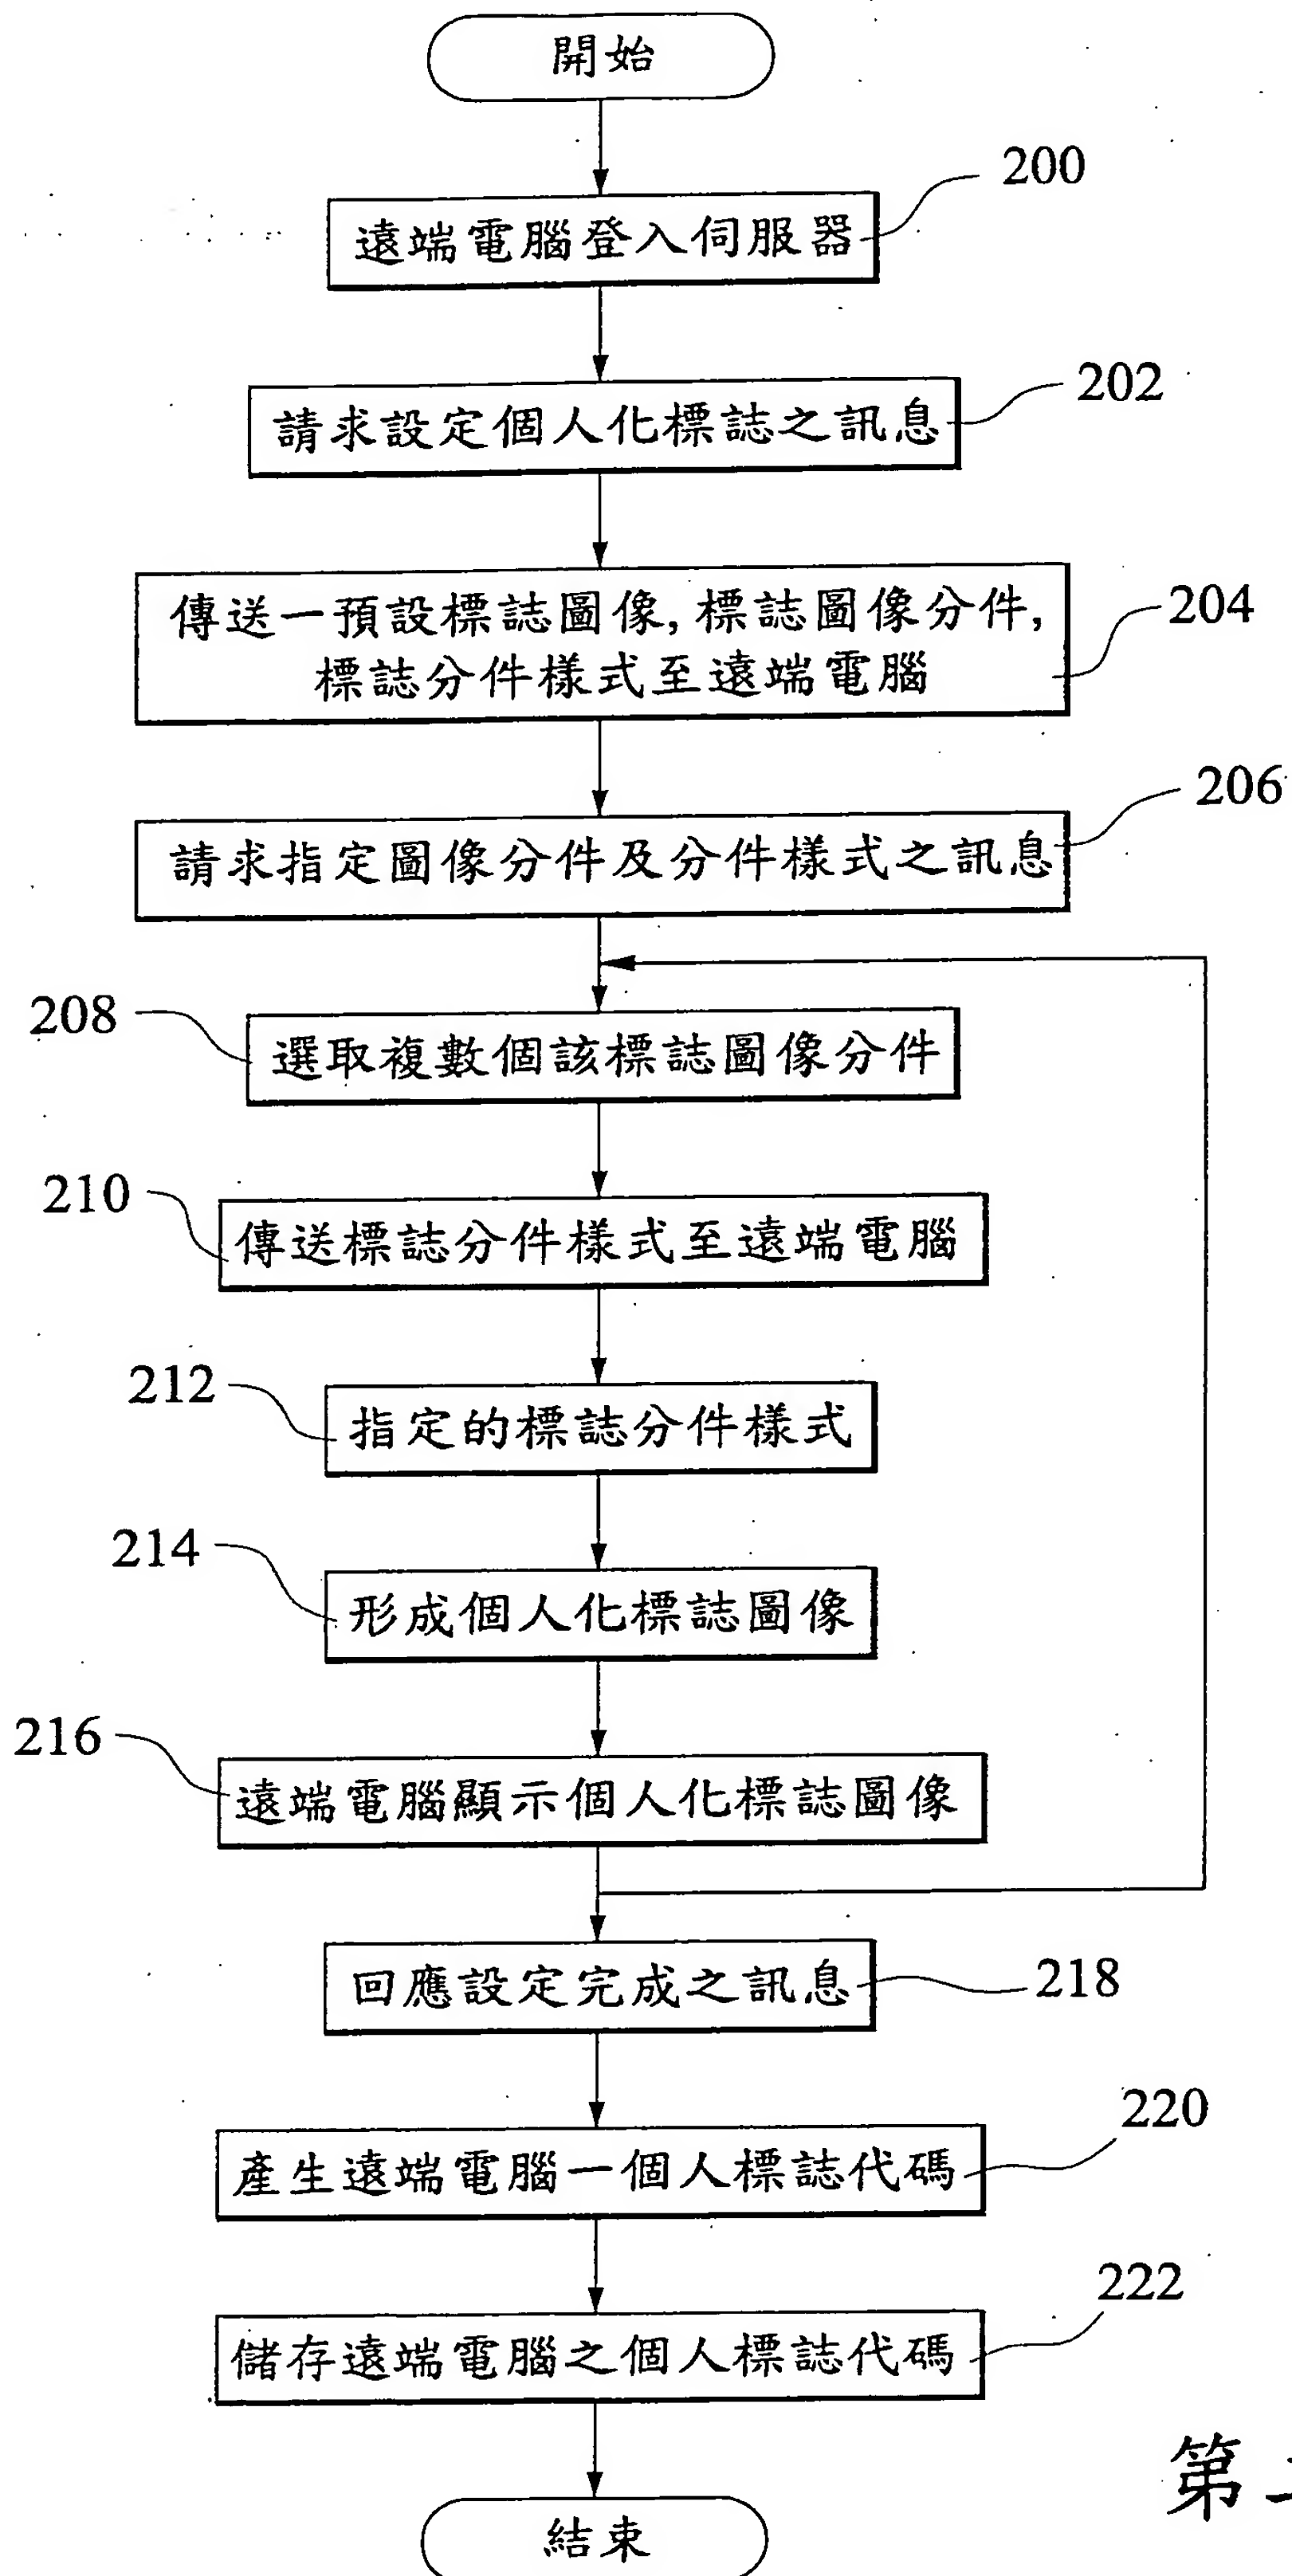 開始
200
遠端電腦登入伺服器
202
請求設定個人化標誌之訊息
204
傳送一預設標誌圖像, 標誌圖像分件,
標誌分件樣式至遠端電腦
206
請求指定圖像分件及分件樣式之訊息
208
選取複數個該標誌圖像分件
210
傳送標誌分件樣式至遠端電腦
212
指定的標誌分件樣式
214
形成個人化標誌圖像
216
遠端電腦顯示個人化標誌圖像
回應設定完成之訊息
218
220
產生遠端電腦一個人標誌代碼
222
儲存遠端電腦之個人標誌代碼
第
結束